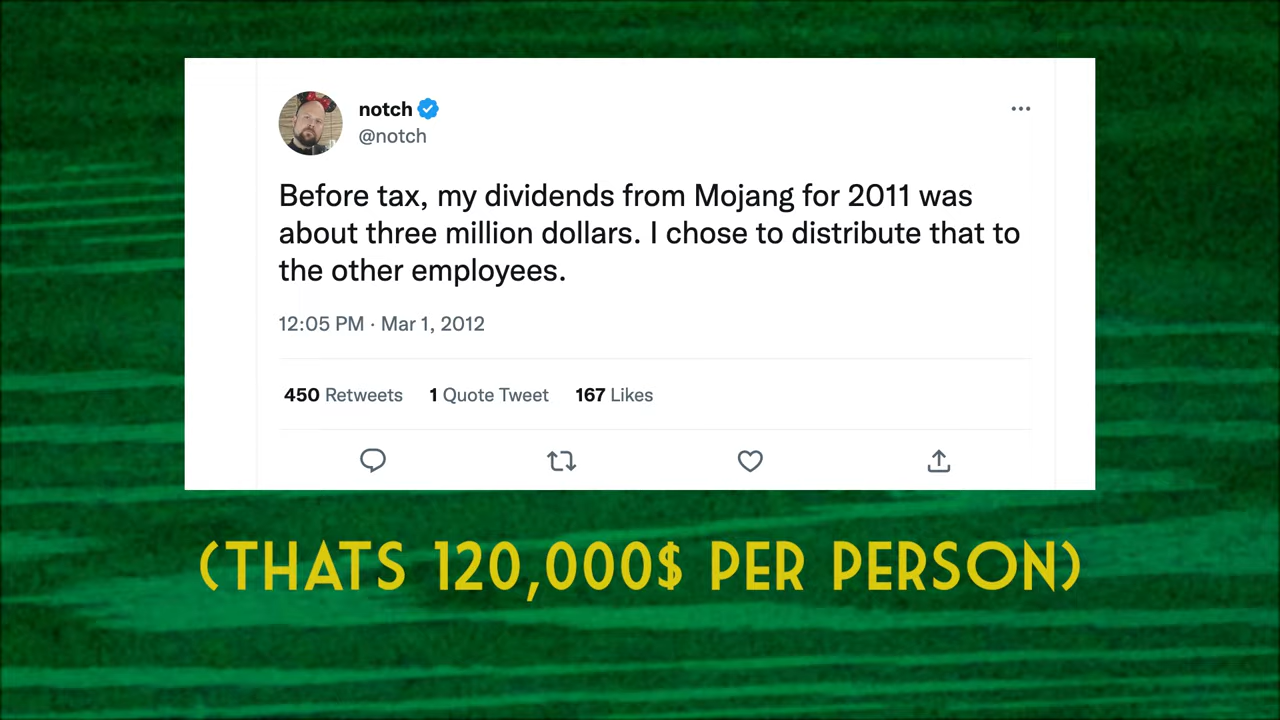 notch
@notch
Before tax, my dividends from Mojang for 2011 was
about three million dollars. I chose to distribute that to
the other employees.
12:05 PM · Mar 1, 2012
450 Retweets 1 Quote Tweet 167 Likes
(THATS 120,000$ PER PERSON)